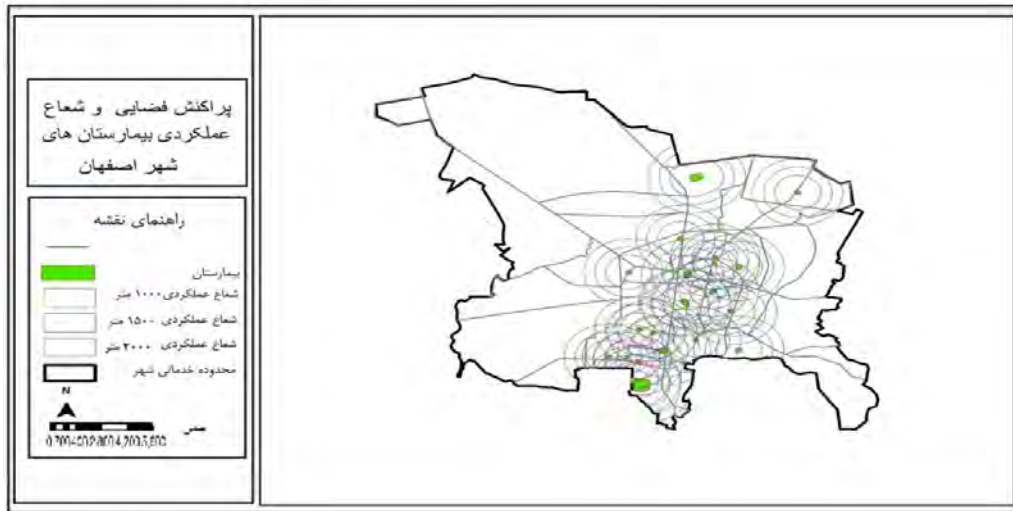 پراکنش فضایی و شعاع
عملکردی بیمارستان های
شهر اصفهان
راهنمای نقشه
بیمارستان
شعاع عملکردی ۱۰۰۰ متر
شعاع عملکردی ۱۵۰۰ متر
شعاع عملکردی ۲۰۰۰ متر
محدوده خدماتی شهر
N
متر